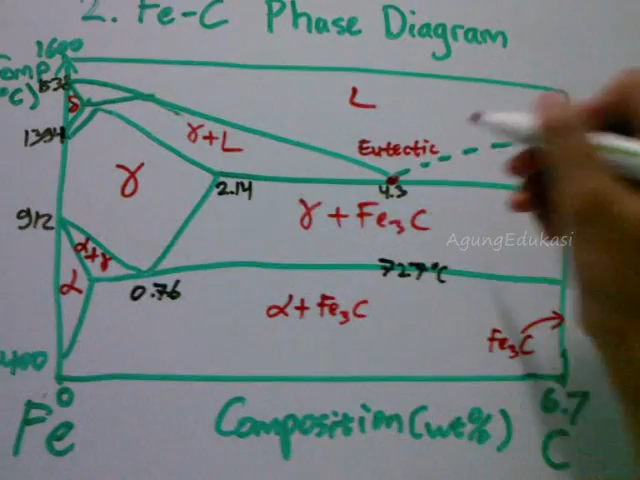 2. Fe-C Phase Diagram
1600
Temp
(°C)
1538
δ
L
1394
γ+L
Eutectic
γ
2.14
4.3
912
γ + Fe₃C
AgungEdukasi
α+γ
α
0.76
727°C
α+Fe₃C
Fe₃C
400
0
6.7
Fe
Composition (wt%)
C